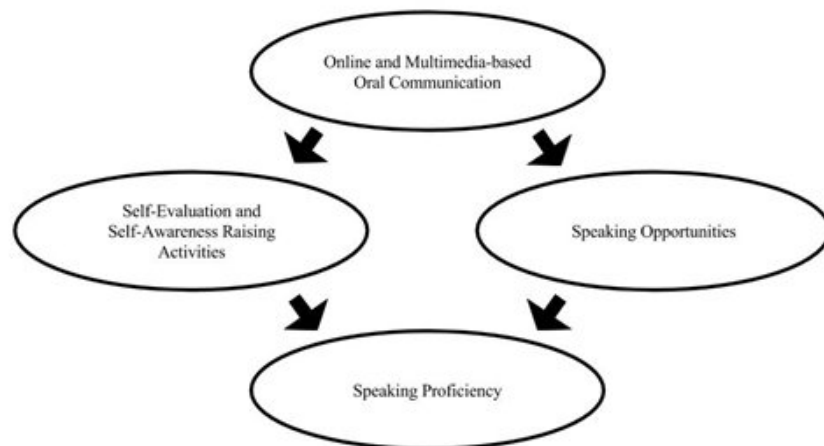 Online and Multimedia-based
Oral Communication
Self-Evaluation and
Self-Awareness Raising
Activities
Speaking Opportunities
Speaking Proficiency